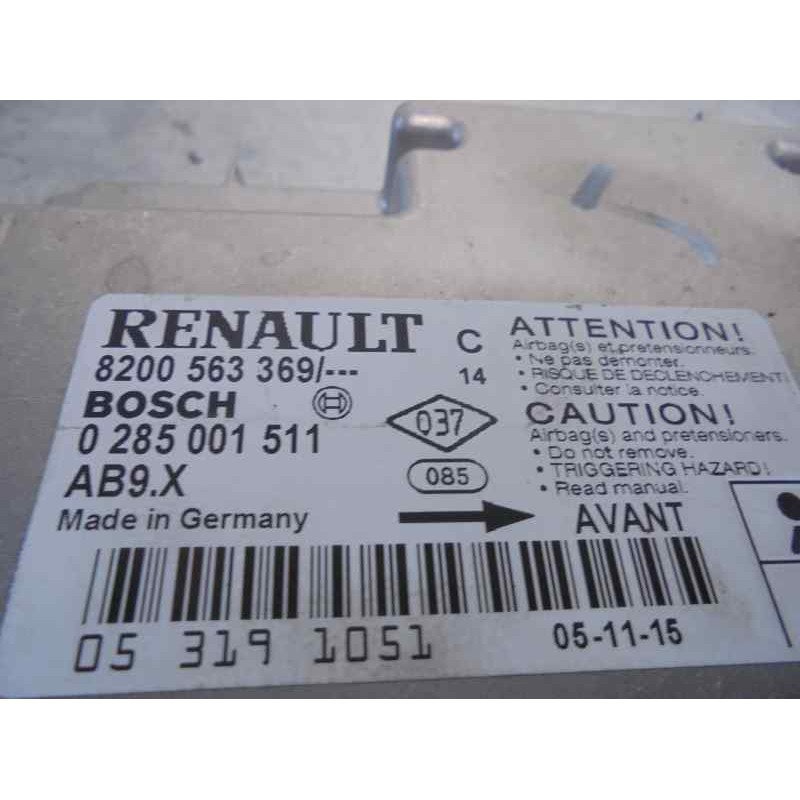 RENAULT
C
8200 563 369/---
14
BOSCH
0 285 001 511
037
AB9.X
085
Made in Germany
AVANT
05 319 1051
05-11-15
ATTENTION!
Airbag(s) et pretensionneurs.
• Ne pas demonter.
• RISQUE DE DECLENCHEMENT!
• Consulter la notice.
CAUTION!
Airbag(s) and pretensioners.
• Do not remove.
• TRIGGERING HAZARD!
• Read manual.